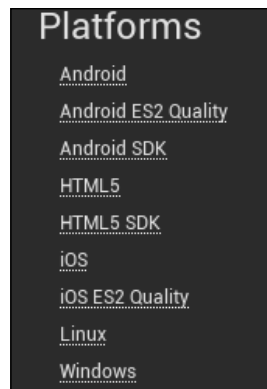 Platforms
Android
Android ES2 Quality
Android SDK
HTML5
HTML5 SDK
iOS
iOS ES2 Quality
Linux
Windows